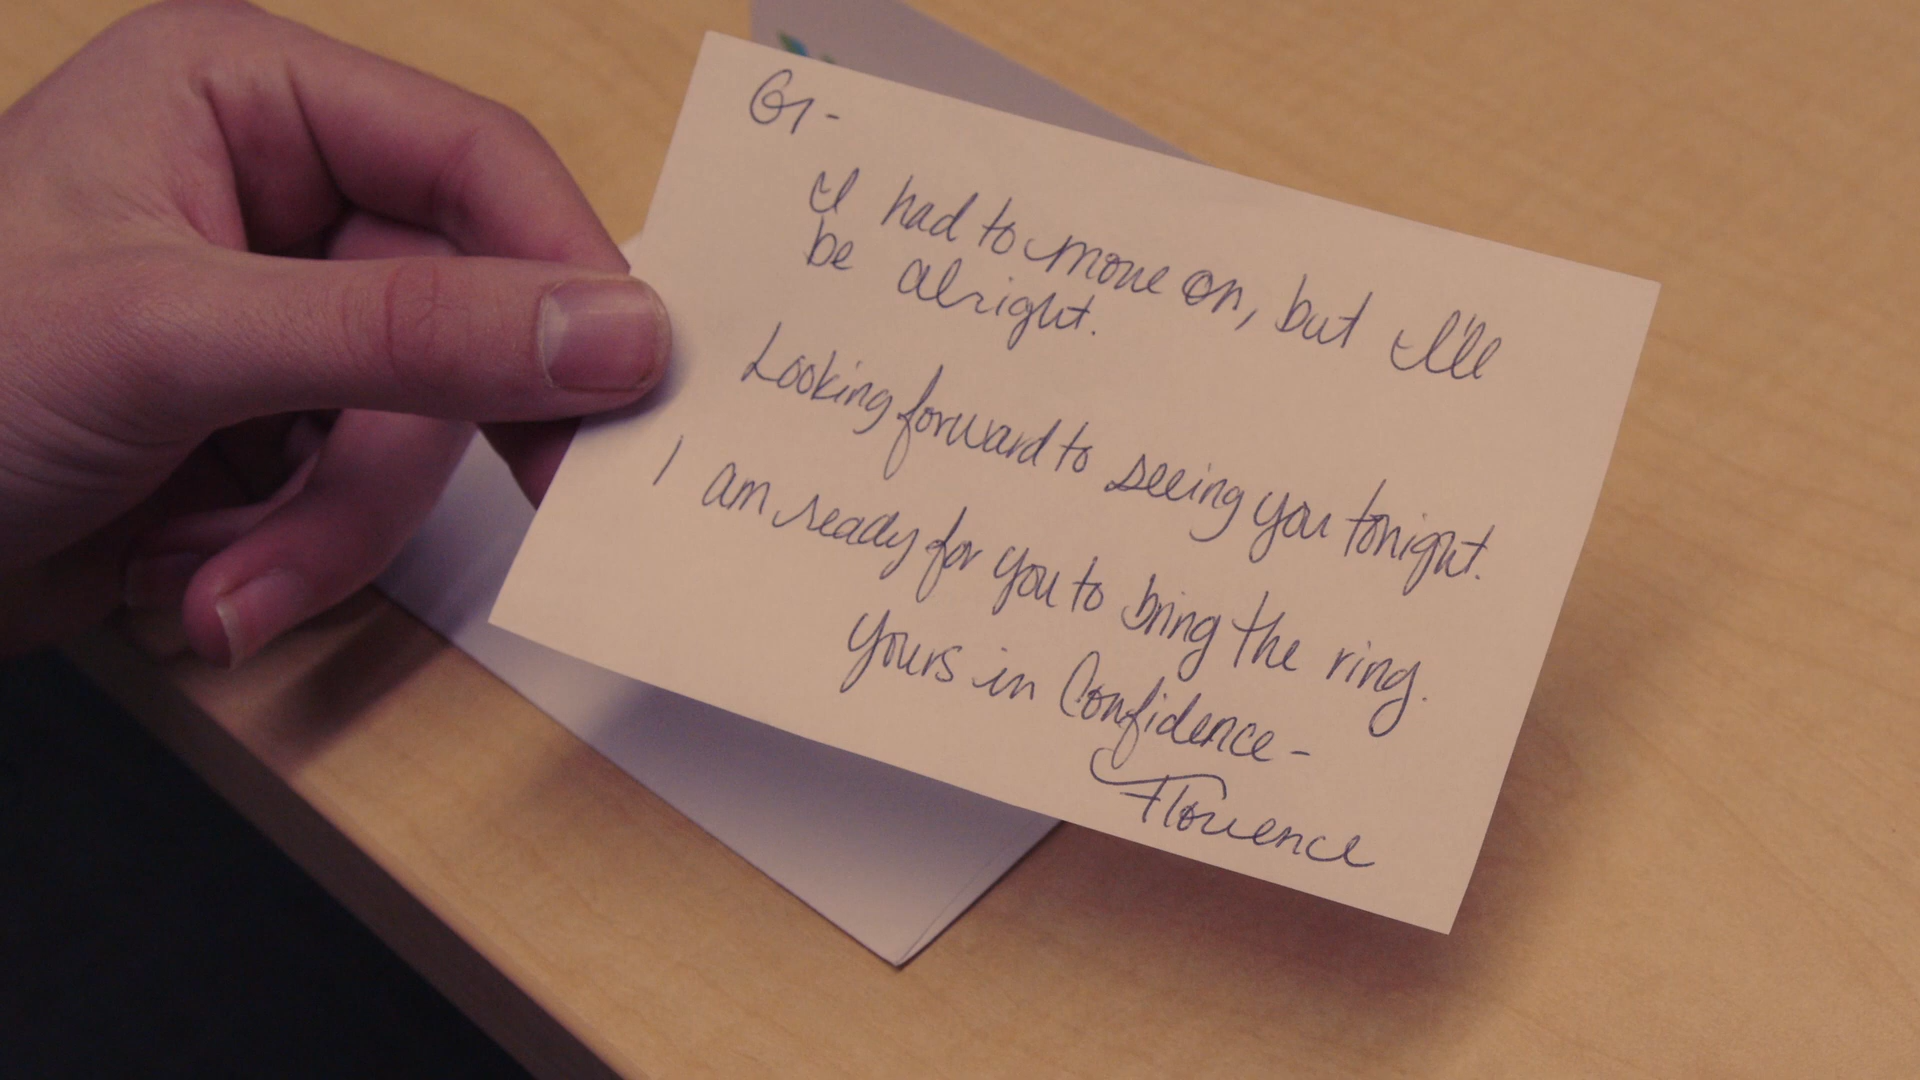 G-
I had to move on, but I'll
be alright.
Looking forward to seeing you tonight.
I am ready for you to bring the ring.
Yours in Confidence-
Florence